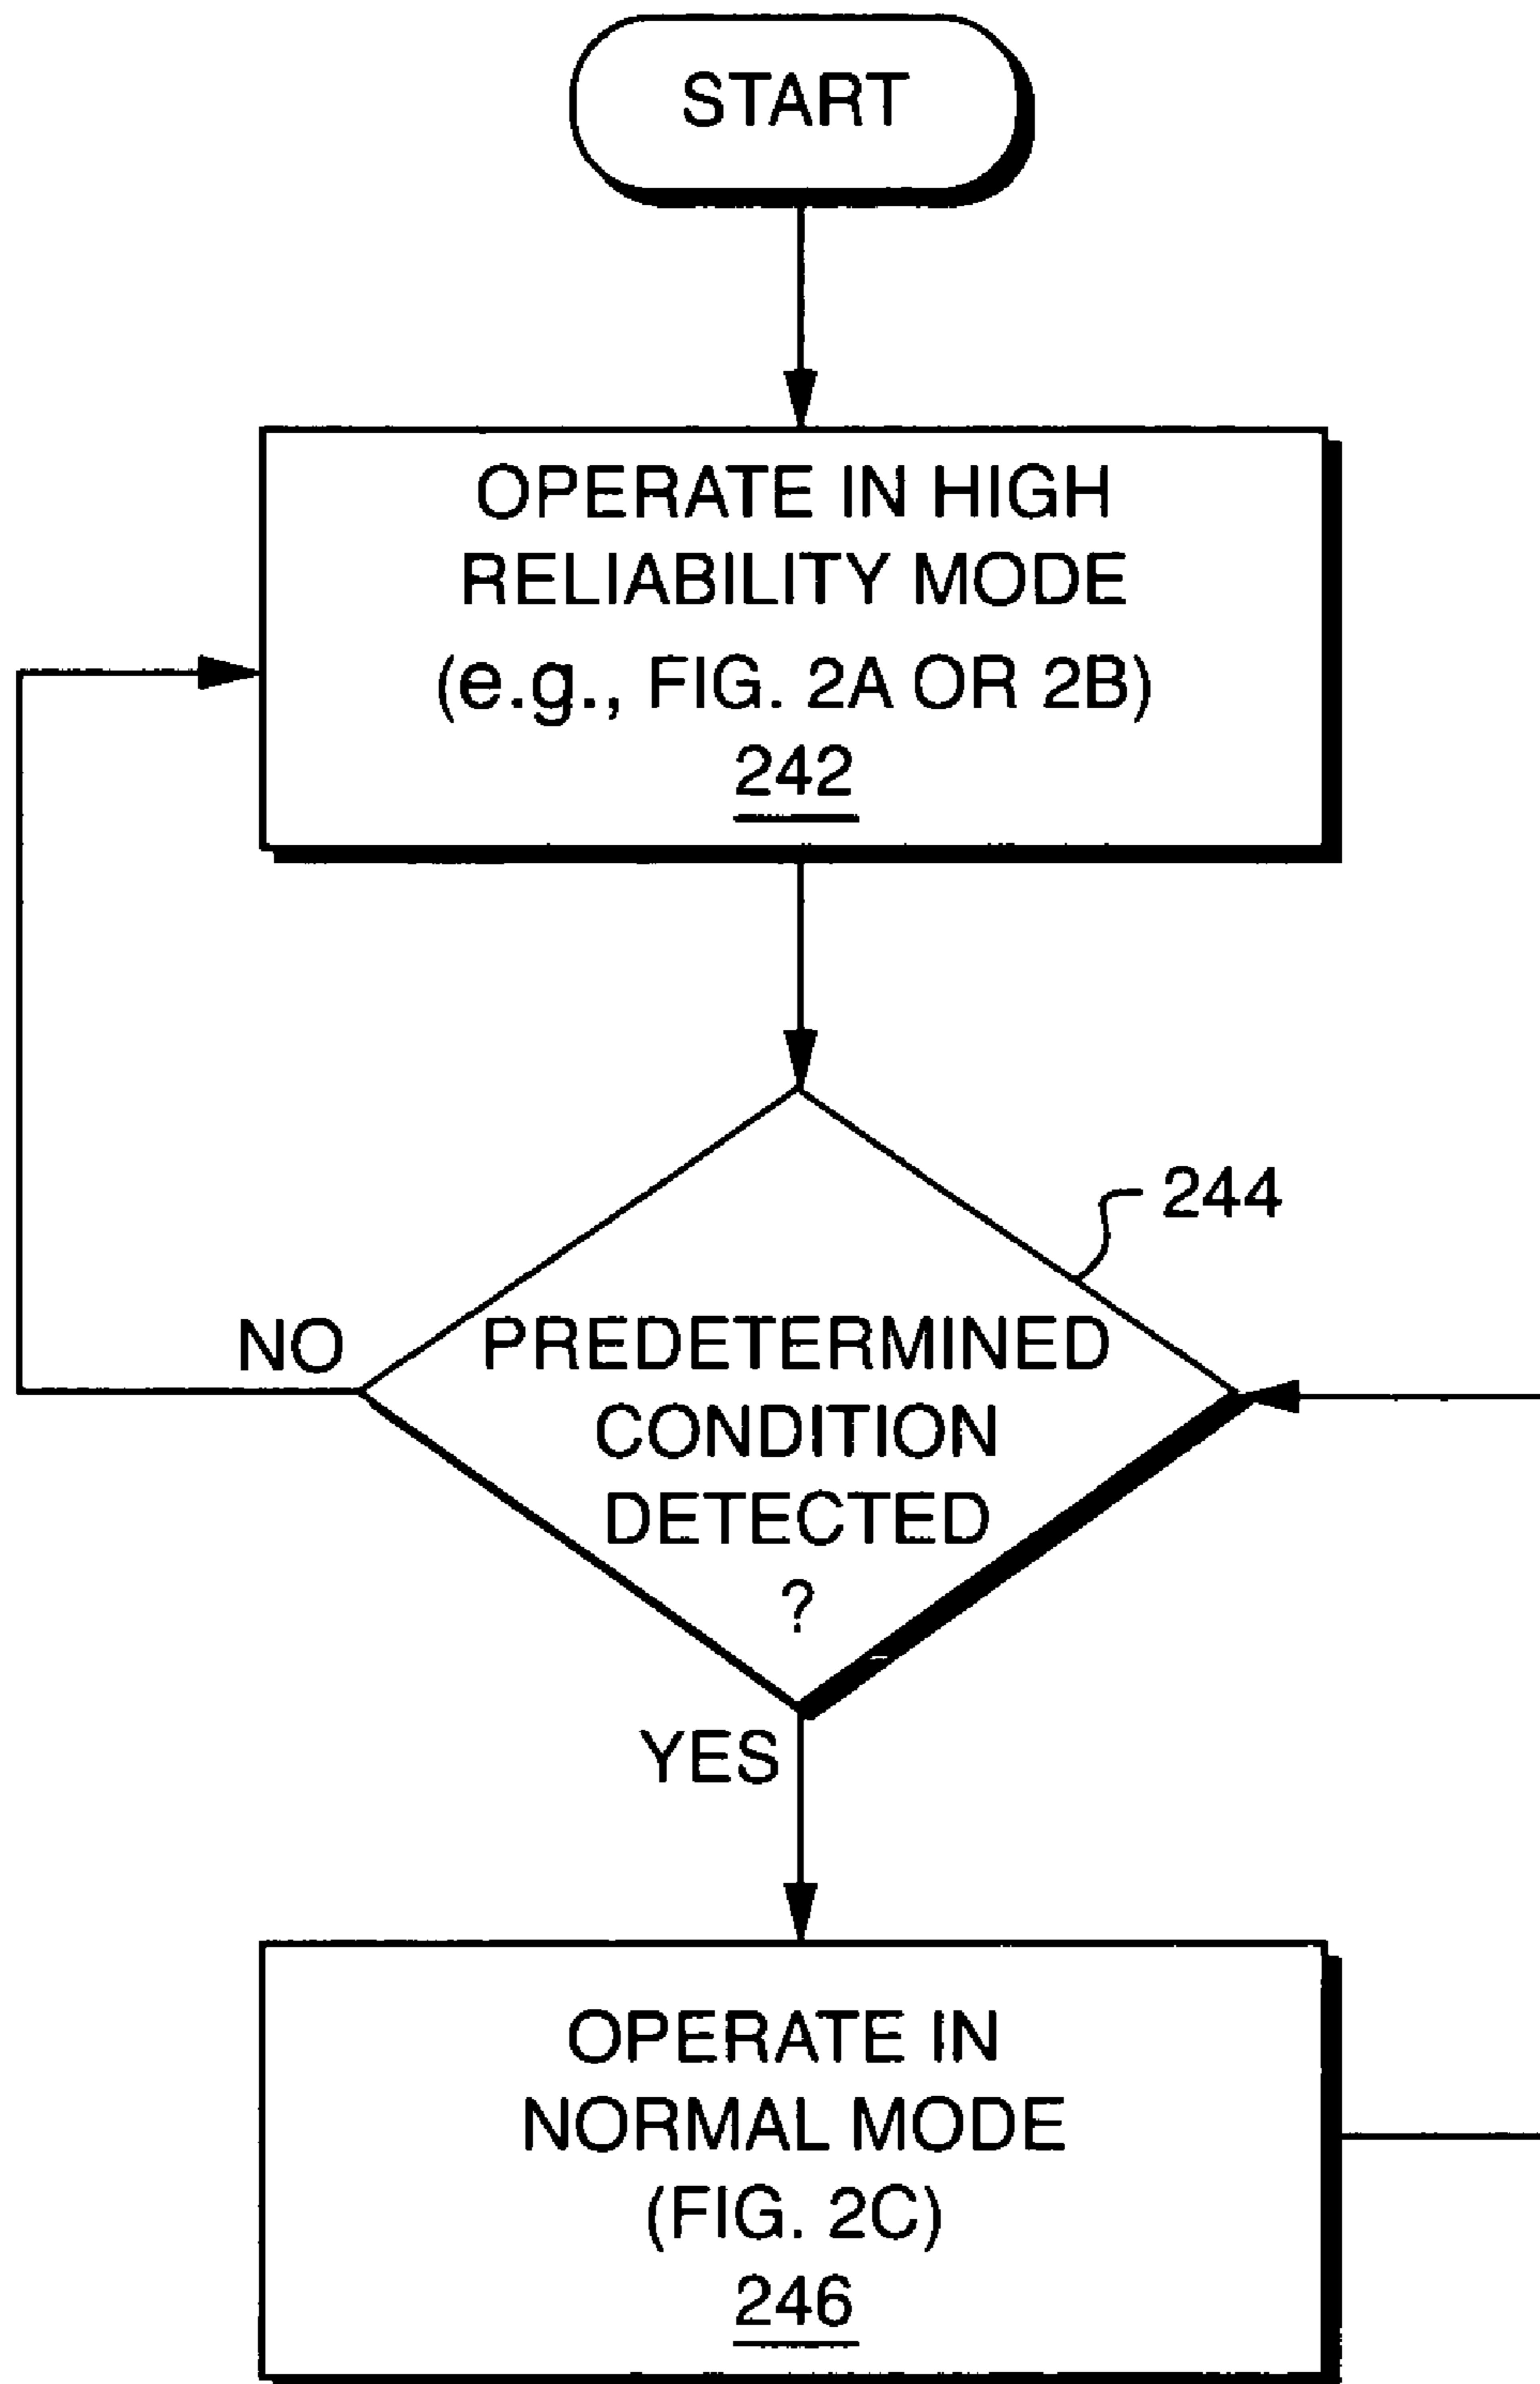 START
OPERATE IN HIGH
RELIABILITY MODE
(e.g., FIG. 2A OR 2B)
242
244
PREDETERMINED
CONDITION
DETECTED
?
NO
YES
OPERATE IN
NORMAL MODE
(FIG. 2C)
246